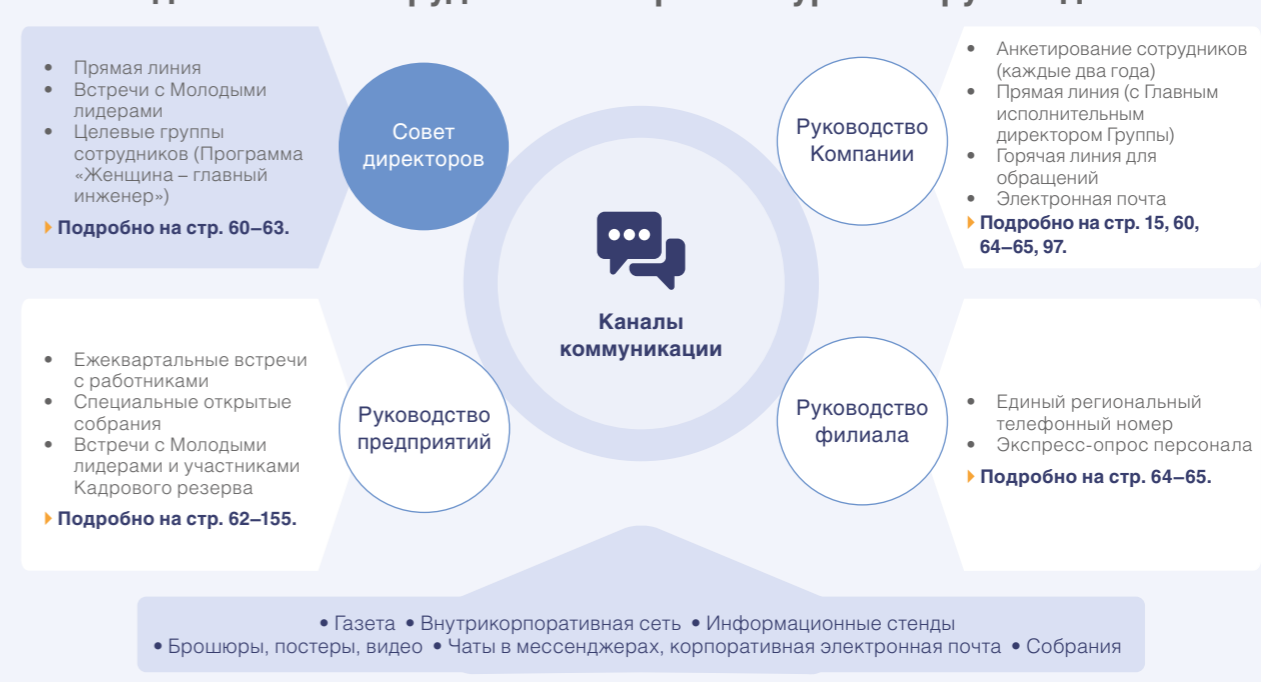 • Прямая линия
• Встречи с Молодыми
лидерами
• Целевые группы
сотрудников (Программа
«Женщина – главный
инженер»)
Подробно на стр. 60–63.
Совет
директоров
Руководство
Компании
• Анкетирование сотрудников
(каждые два года)
• Прямая линия (с Главным
исполнительным
директором Группы)
• Горячая линия для
обращений
• Электронная почта
Подробно на стр. 15, 60,
64–65, 97.
Каналы
коммуникации
• Ежеквартальные встречи
с работниками
• Специальные открытые
собрания
• Встречи с Молодыми
лидерами и участниками
Кадрового резерва
Подробно на стр. 62–155.
Руководство
предприятий
Руководство
филиала
• Единый региональный
телефонный номер
• Экспресс-опрос персонала
Подробно на стр. 64–65.
• Газета • Внутрикорпоративная сеть • Информационные стенды
• Брошюры, постеры, видео • Чаты в мессенджерах, корпоративная электронная почта • Собрания